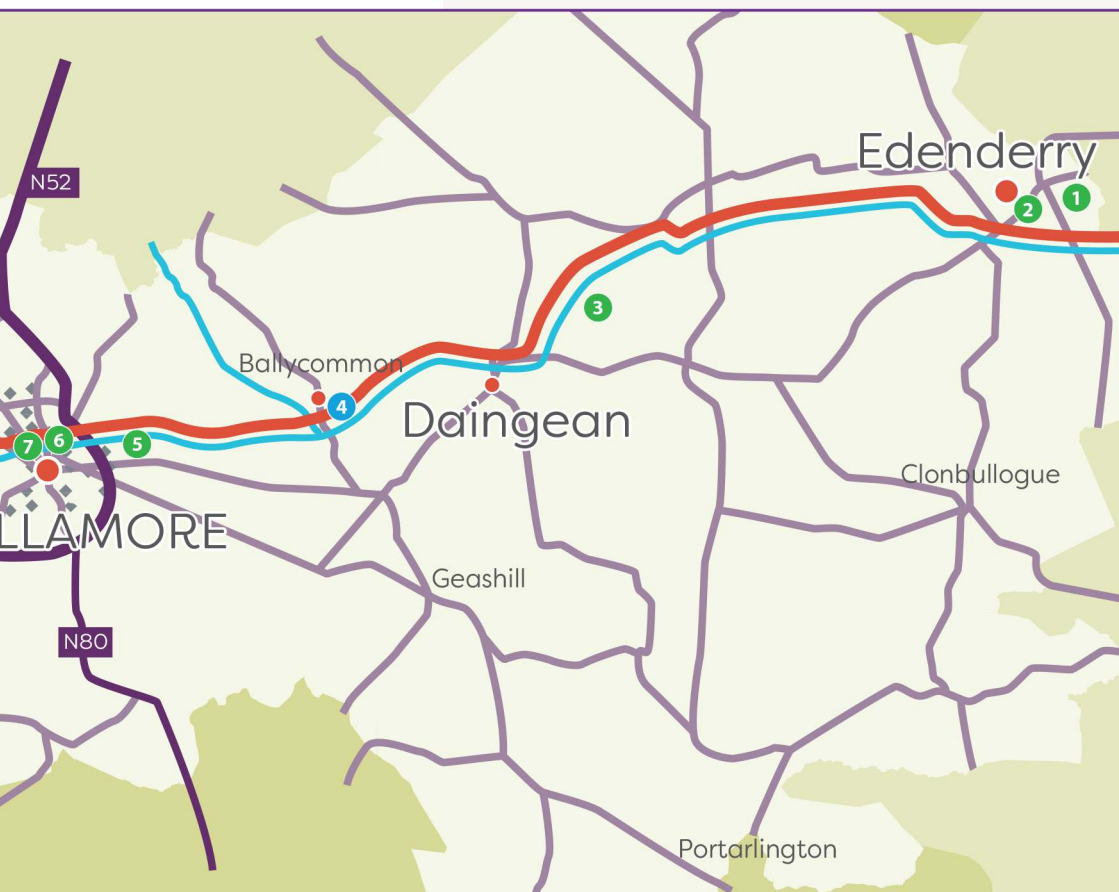 N52
Edenderry
1
2
3
Ballycommon
4
Daingean
7
6
5
Clonbullogue
LLAMORE
Geashill
N80
Portarlington